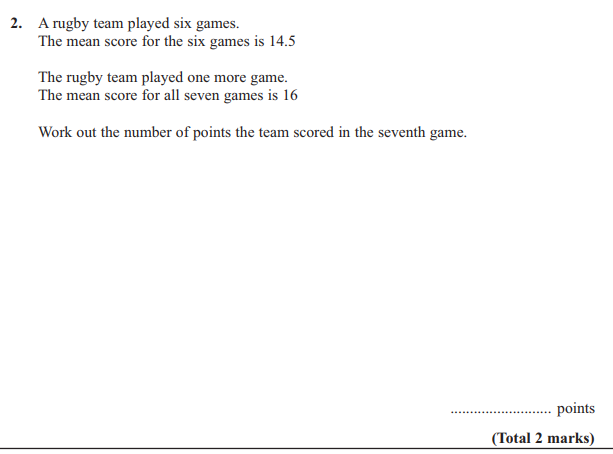 2. A rugby team played six games.
The mean score for the six games is 14.5
The rugby team played one more game.
The mean score for all seven games is 16
Work out the number of points the team scored in the seventh game.
.......................... points
(Total 2 marks)